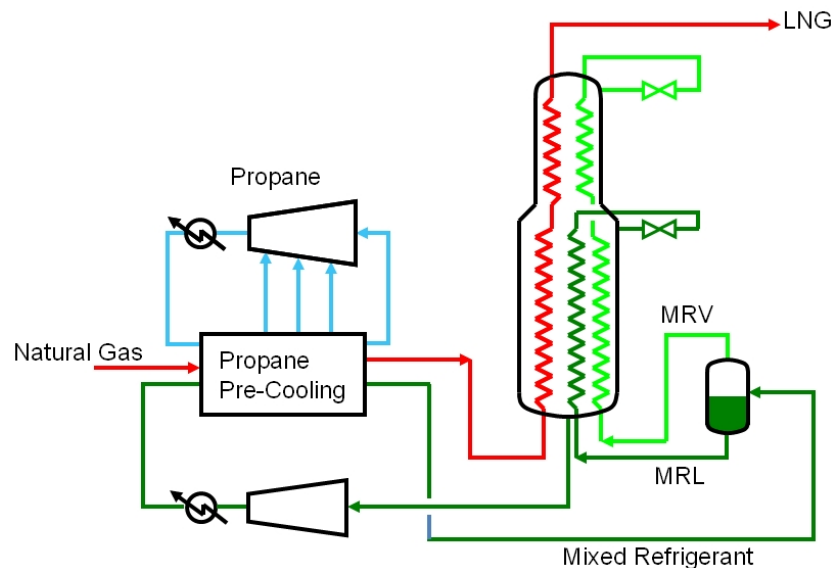 LNG
Propane
MRV
Natural Gas
Propane
Pre-Cooling
MRL
Mixed Refrigerant